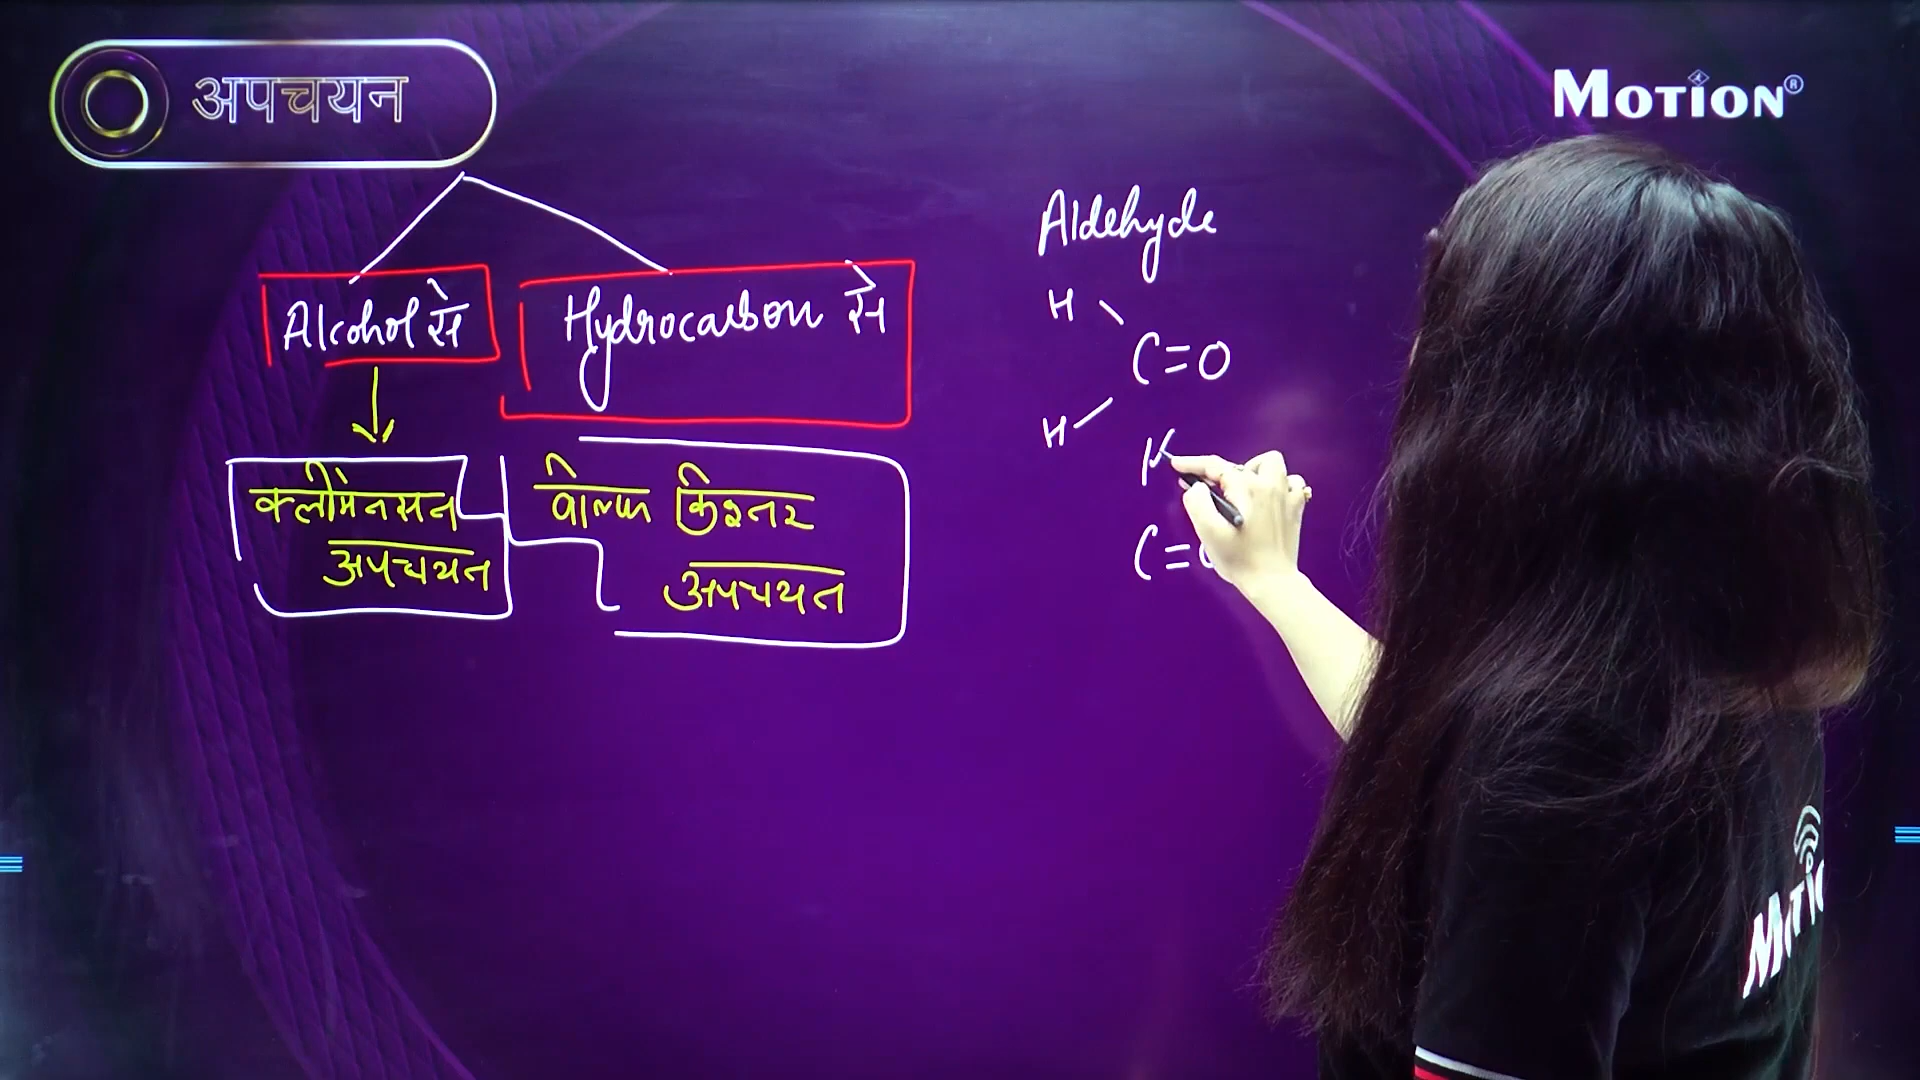 अपचयन
MOTION®
Alcohol से
Hydrocarbon से
क्लीमेनसन
अपचयन
वोल्फ किश्नर
अपचयन
Aldehyde
H
C=O
H
C=